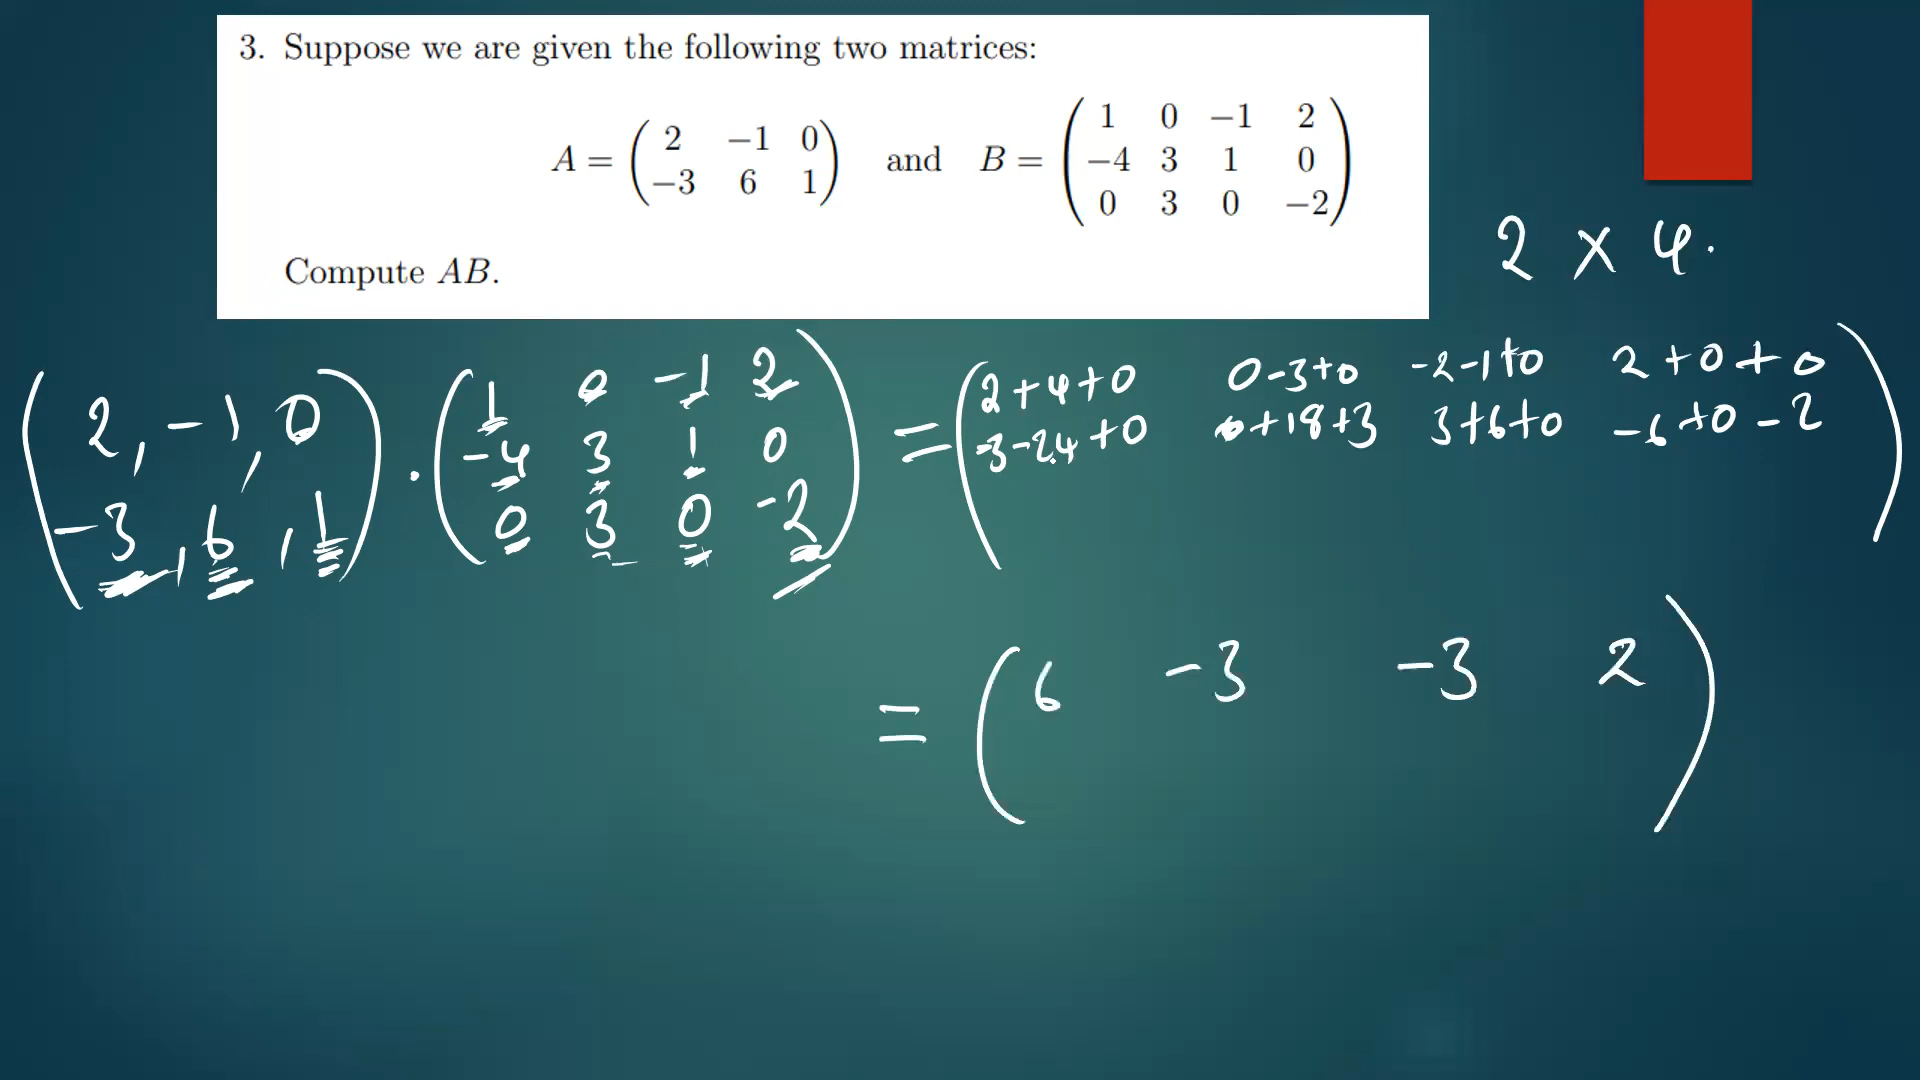 3. Suppose we are given the following two matrices:
A = ( 2 −1 0 ; −3 6 1 ) and B = ( 1 0 −1 2 ; −4 3 1 0 ; 0 3 0 −2 )
Compute AB.
2 × 4.
( 2, -1, 0 ; -3, 6, 1 ) . ( 1 0 -1 2 ; -4 3 1 0 ; 0 3 0 -2 ) = ( 2+4+0 0-3+0 -2-1+0 2+0+0 ; -3-24+0 0+18+3 3+6+0 -6+0-2 )
= ( 6 -3 -3 2 )